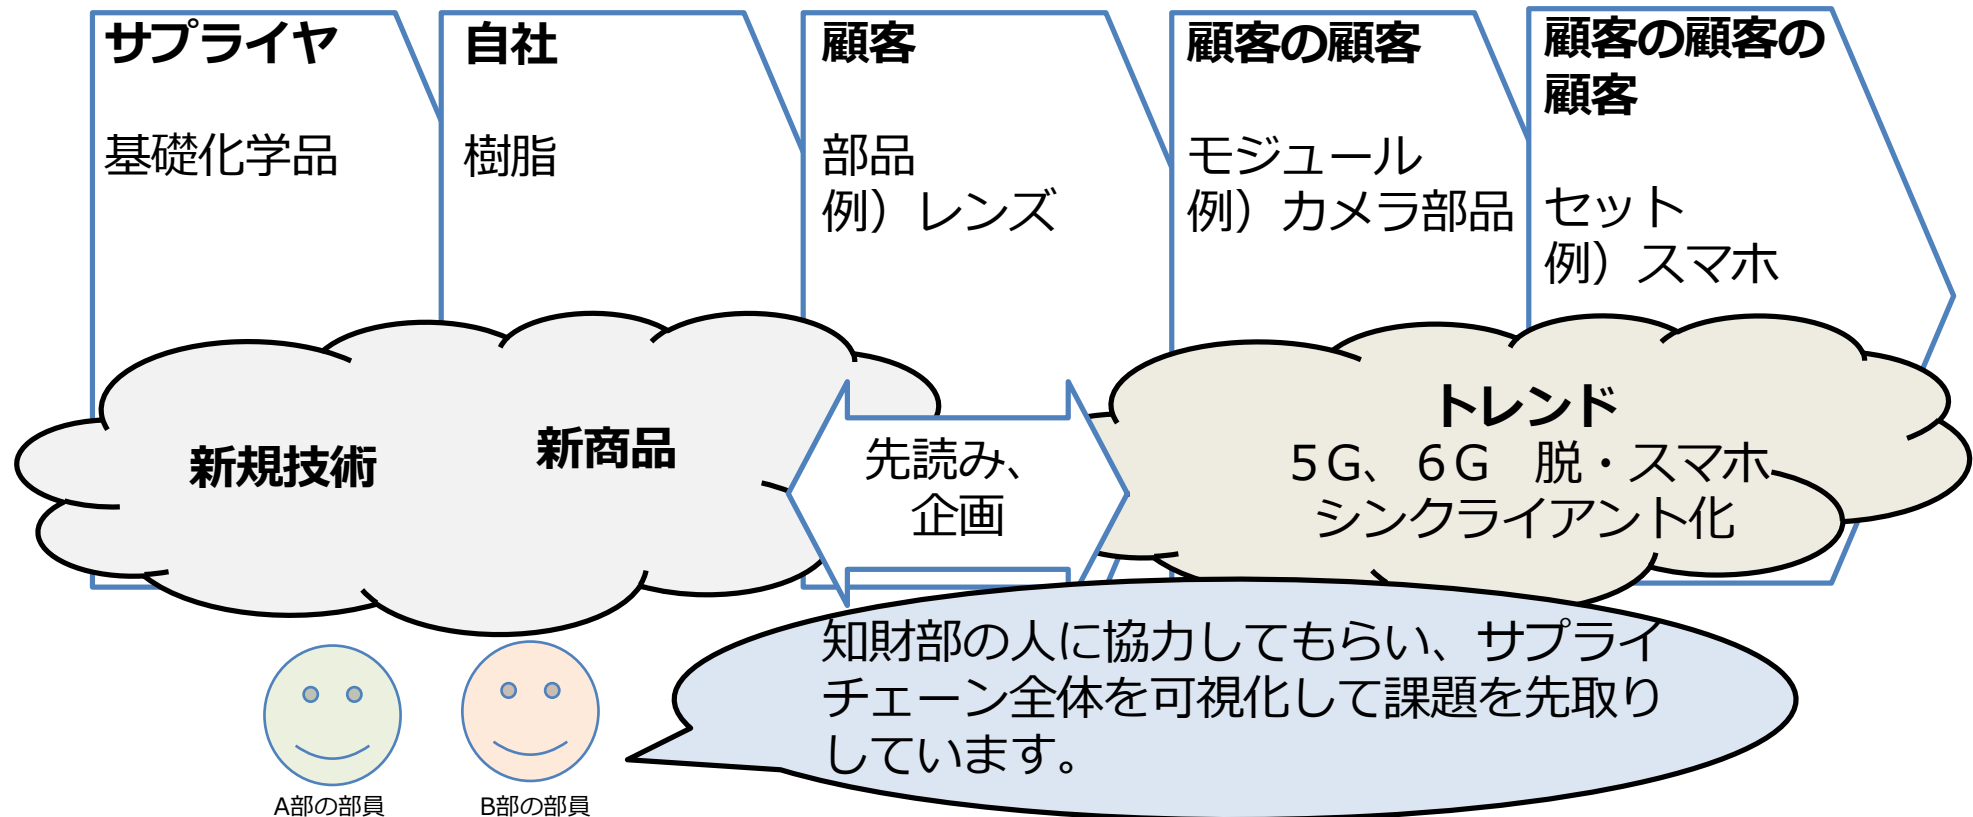 サプライヤ
基礎化学品
自社
樹脂
顧客
部品
例）レンズ
顧客の顧客
モジュール
例）カメラ部品
顧客の顧客の
顧客
セット
例）スマホ
新規技術
新商品
先読み、
企画
トレンド
５Ｇ、６Ｇ　脱・スマホ
シンクライアント化
知財部の人に協力してもらい、サプライ
チェーン全体を可視化して課題を先取り
しています。
A部の部員
B部の部員